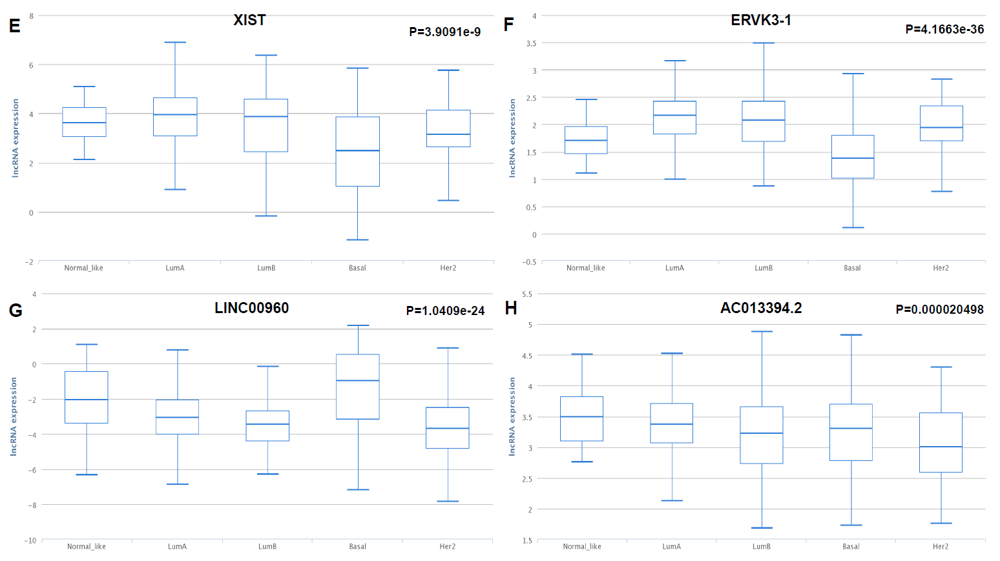 E
XIST
P=3.9091e-9
lncRNA expression
8
6
4
2
0
−2
Normal_like LumA LumB Basal Her2
F
ERVK3-1
P=4.1663e-36
lncRNA expression
4
3.5
3
2.5
2
1.5
1
0.5
0
−0.5
Normal_like LumA LumB Basal Her2
G
LINC00960
P=1.0409e-24
lncRNA expression
4
2
0
−2
−4
−6
−8
−10
Normal_like LumA LumB Basal Her2
H
AC013394.2
P=0.000020498
lncRNA expression
5.5
5
4.5
4
3.5
3
2.5
2
1.5
Normal_like LumA LumB Basal Her2